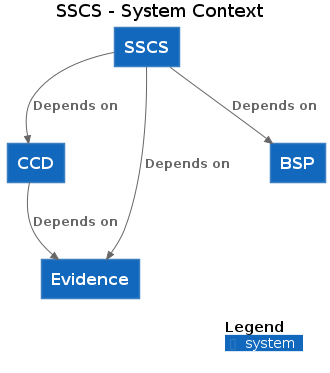 SSCS - System Context
SSCS
Depends on
Depends on
CCD
Depends on
BSP
Depends on
Evidence
Legend
system